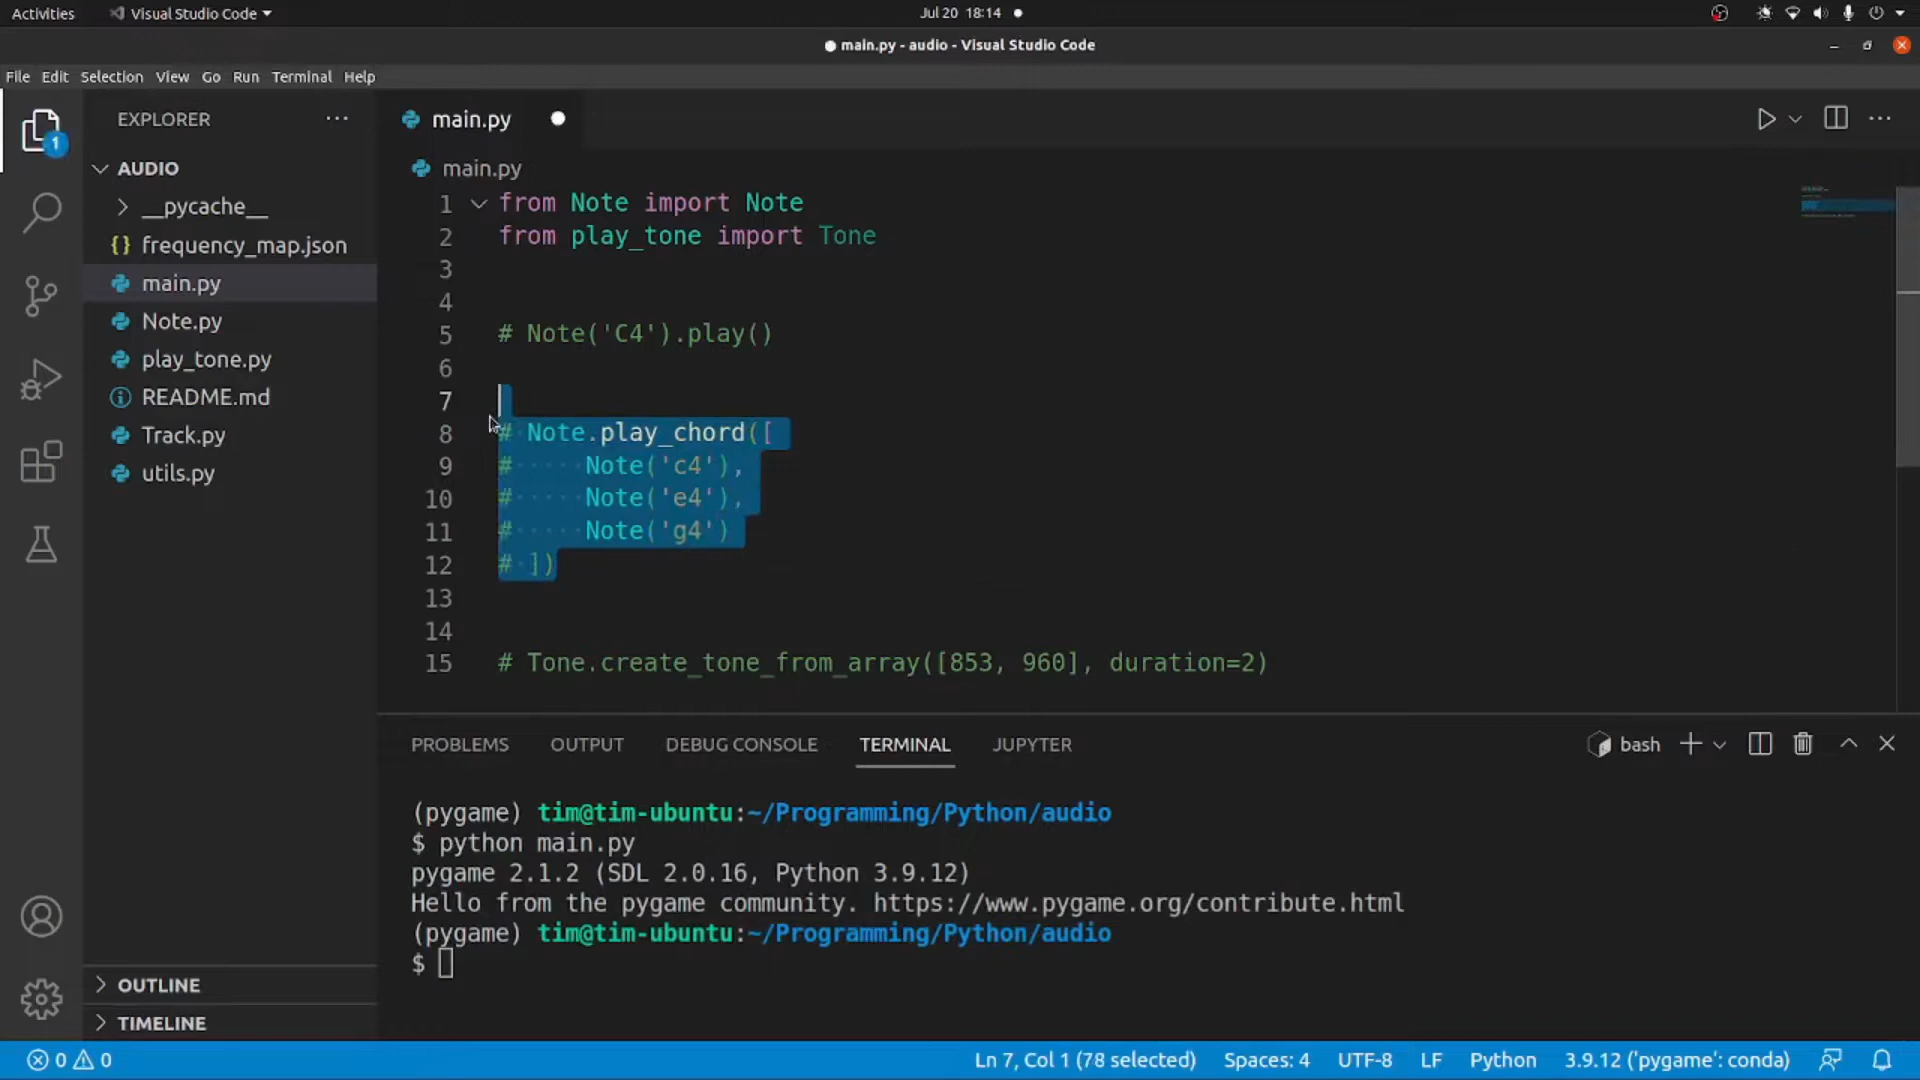 Activities
Visual Studio Code
Jul 20 18:14
main.py - audio - Visual Studio Code
File Edit Selection View Go Run Terminal Help
EXPLORER
AUDIO
__pycache__
{} frequency_map.json
main.py
Note.py
play_tone.py
README.md
Track.py
utils.py
OUTLINE
TIMELINE
1
main.py
main.py
1 from Note import Note
2 from play_tone import Tone
3
4
5 # Note('C4').play()
6
7
8 # Note.play_chord([
9 #     Note('c4'),
10 #     Note('e4'),
11 #     Note('g4')
12 # ])
13
14
15 # Tone.create_tone_from_array([853, 960], duration=2)
PROBLEMS OUTPUT DEBUG CONSOLE TERMINAL JUPYTER
bash
(pygame) tim@tim-ubuntu:~/Programming/Python/audio
$ python main.py
pygame 2.1.2 (SDL 2.0.16, Python 3.9.12)
Hello from the pygame community. https://www.pygame.org/contribute.html
(pygame) tim@tim-ubuntu:~/Programming/Python/audio
$
0 0 Ln 7, Col 1 (78 selected) Spaces: 4 UTF-8 LF Python 3.9.12 ('pygame': conda)